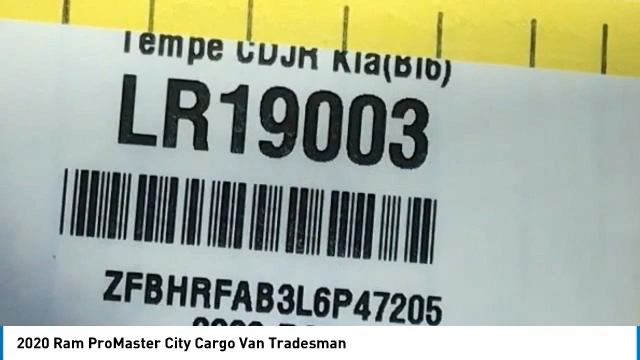 Tempe CDJR Kia(B16)
LR19003
ZFBHRFAB3L6P47205
2020 Ram ProMaster City Cargo Van Tradesman